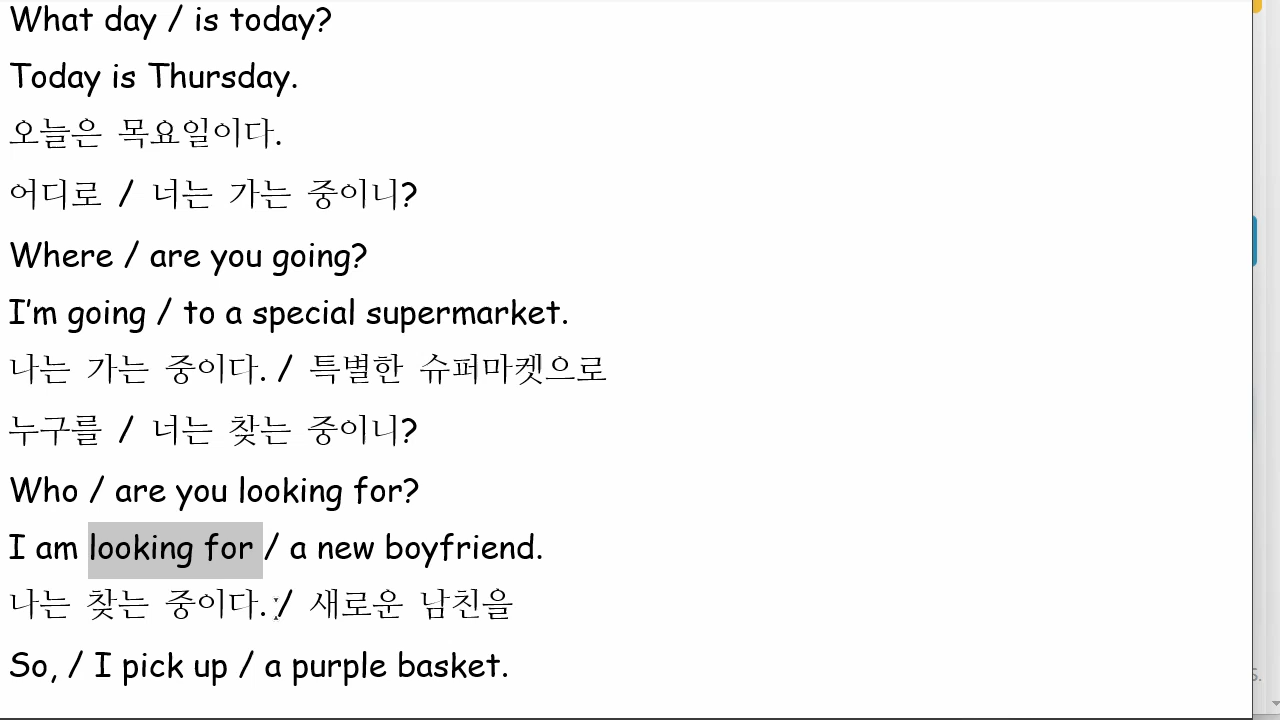 What day / is today?
Today is Thursday.
오늘은 목요일이다.
어디로 / 너는 가는 중이니?
Where / are you going?
I’m going / to a special supermarket.
나는 가는 중이다. / 특별한 슈퍼마켓으로
누구를 / 너는 찾는 중이니?
Who / are you looking for?
I am looking for / a new boyfriend.
나는 찾는 중이다. / 새로운 남친을
So, / I pick up / a purple basket.